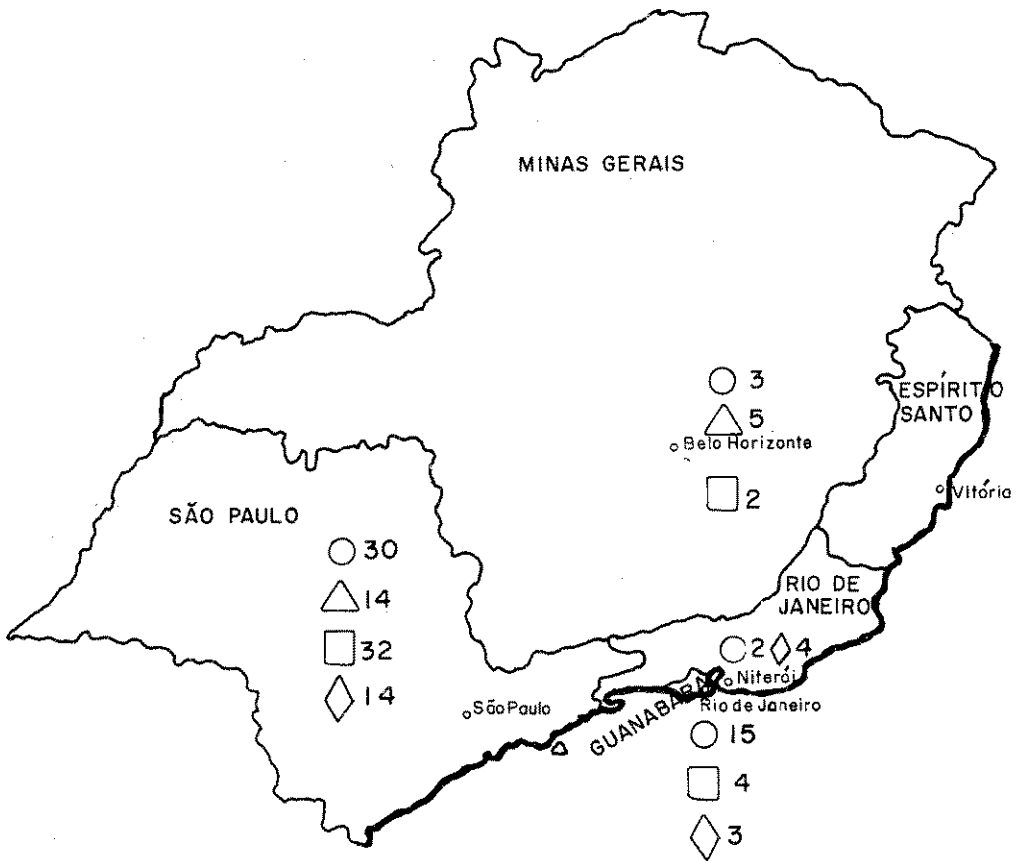 MINAS GERAIS
3
ESPÍRITO
SANTO
5
Belo Horizonte
2
Vitória
SÃO PAULO
30
14
32
14
São Paulo
RIO DE
JANEIRO
2 4
Niterói
Rio de Janeiro
GUANABARA
15
4
3